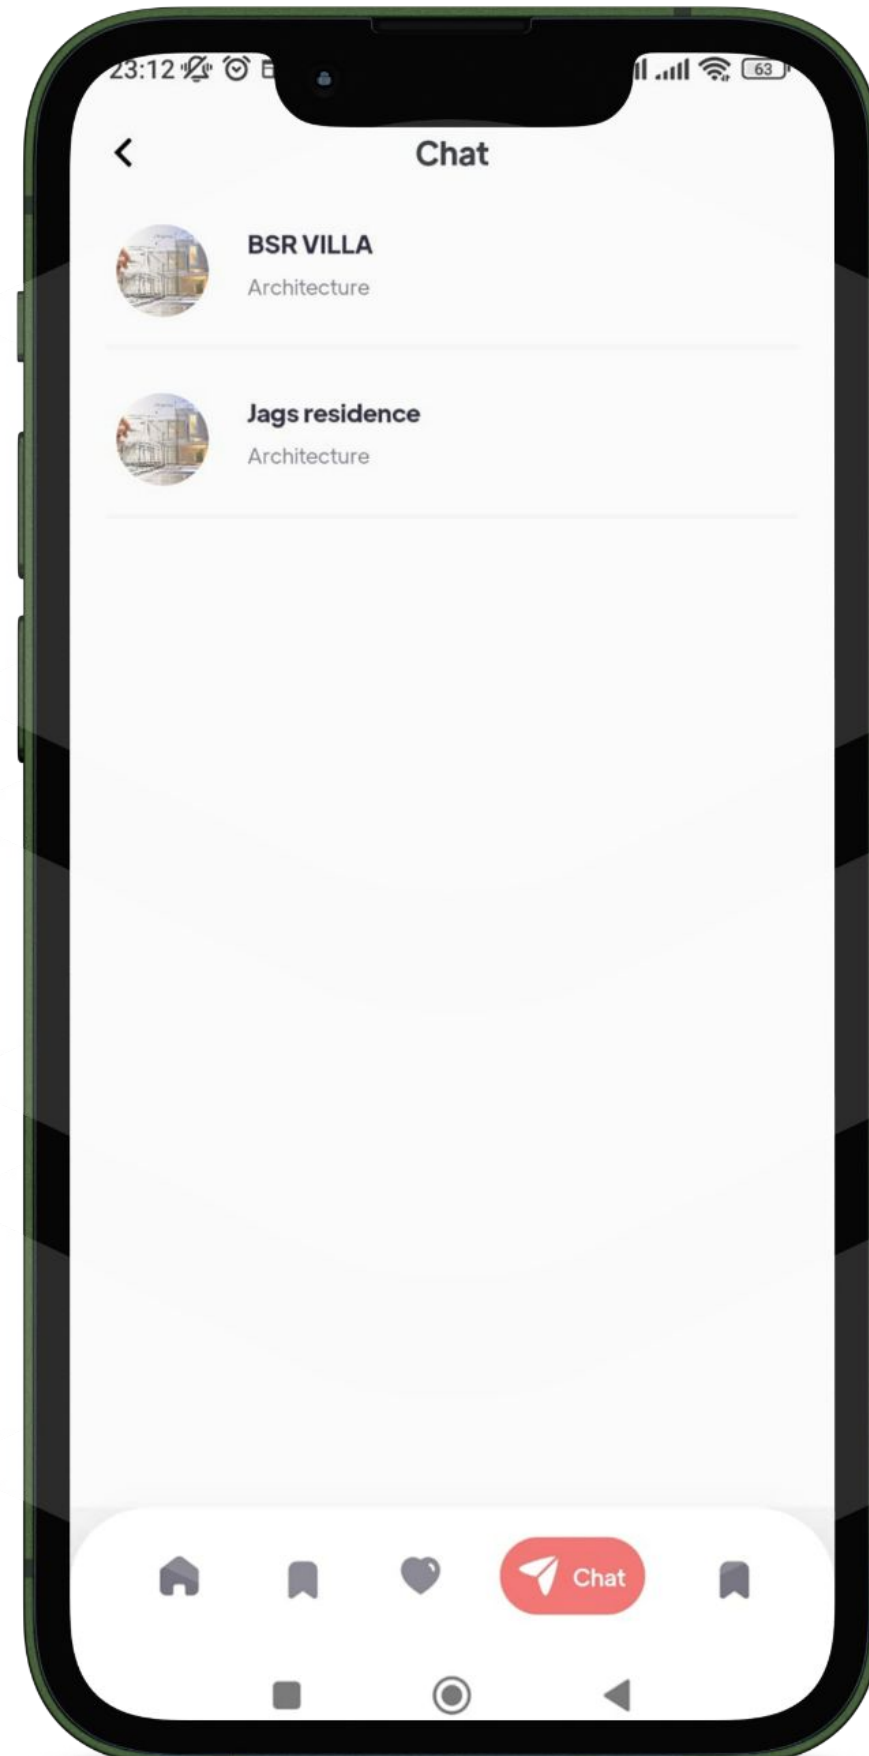 23:12
63
Chat
BSR VILLA
Architecture
Jags residence
Architecture
Chat